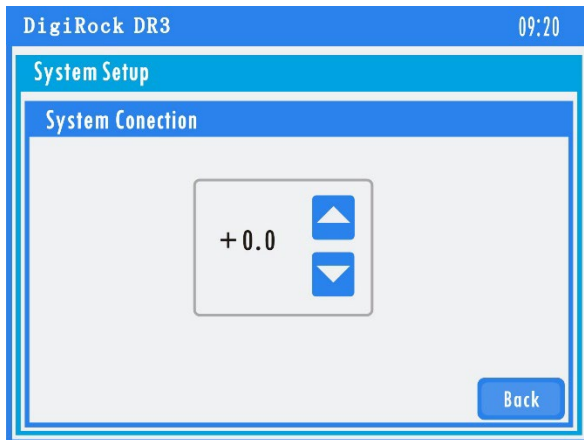 DigiRock DR3 09:20
System Setup
System Conection
+0.0
Back